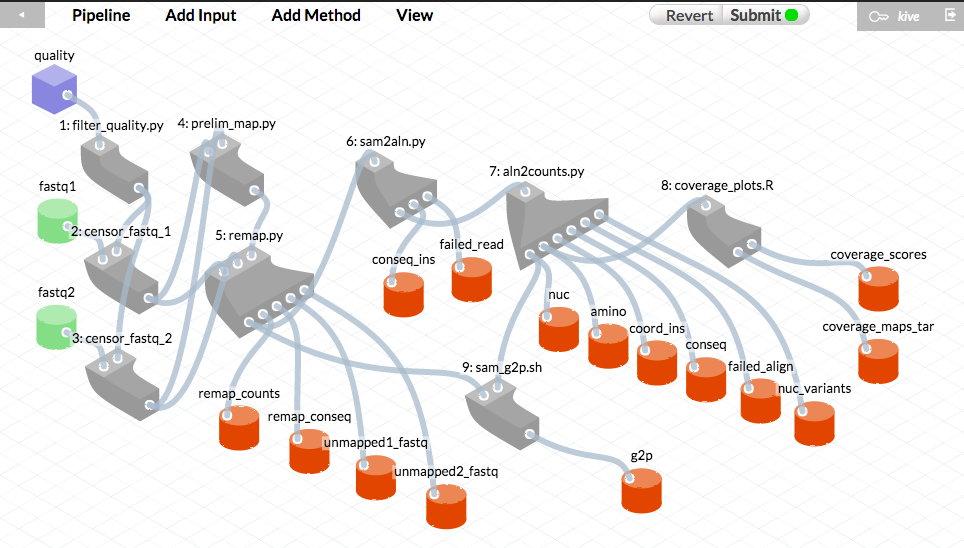 Pipeline Add Input Add Method View Revert Submit kive
quality
1: filter_quality.py
4: prelim_map.py
6: sam2aln.py
7: aln2counts.py
8: coverage_plots.R
fastq1
2: censor_fastq_1
5: remap.py
failed_read
conseq_ins
coverage_scores
fastq2
nuc
amino
coord_ins
coverage_maps_tar
3: censor_fastq_2
conseq
9: sam_g2p.sh
failed_align
nuc_variants
remap_counts
remap_conseq
unmapped1_fastq
unmapped2_fastq
g2p